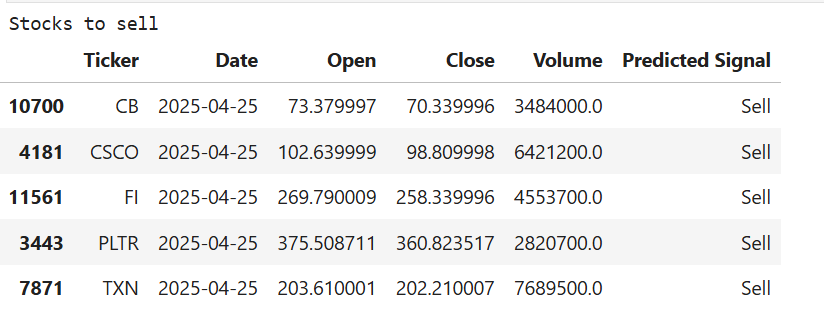 Stocks to sell
Ticker Date Open Close Volume Predicted Signal
10700 CB 2025-04-25 73.379997 70.339996 3484000.0 Sell
4181 CSCO 2025-04-25 102.639999 98.809998 6421200.0 Sell
11561 FI 2025-04-25 269.790009 258.339996 4553700.0 Sell
3443 PLTR 2025-04-25 375.508711 360.823517 2820700.0 Sell
7871 TXN 2025-04-25 203.610001 202.210007 7689500.0 Sell